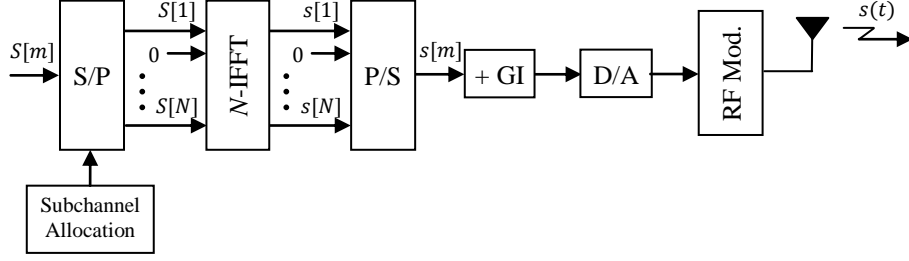 S[m]
S/P
S[1]
0
S[N]
N-IFFT
s[1]
0
s[N]
P/S
s[m]
+ GI
D/A
RF Mod.
s(t)
Subchannel
Allocation